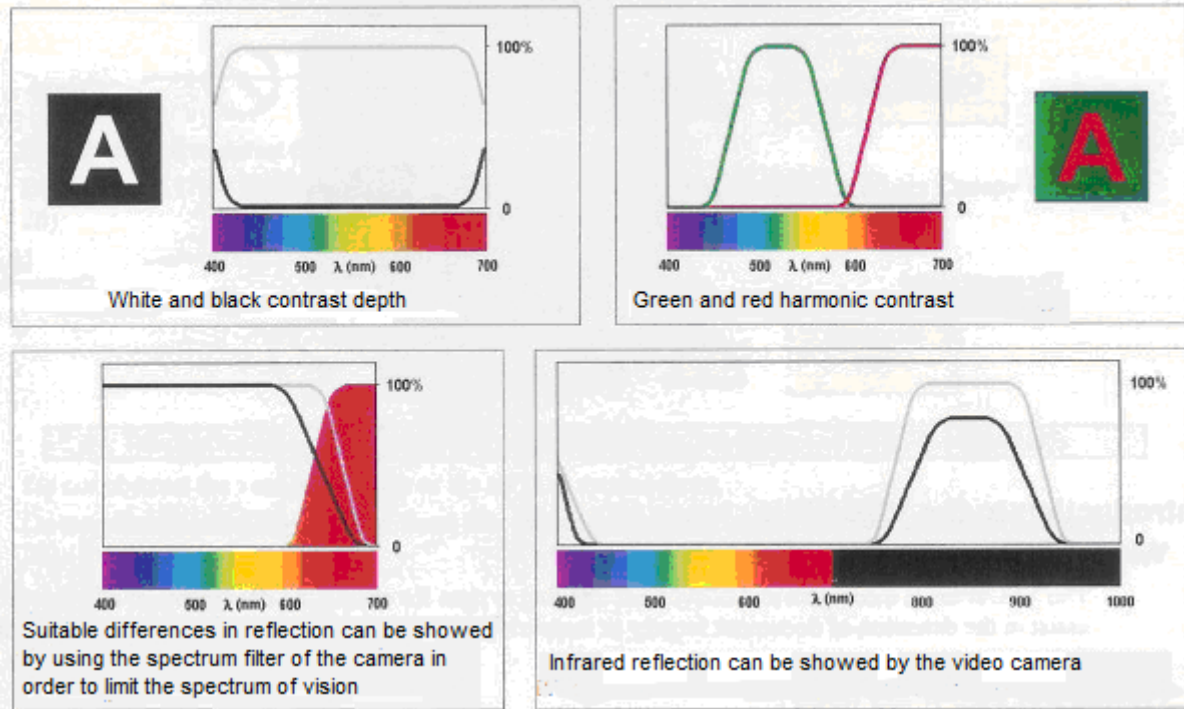 100%
A
0
400 500 λ (nm) 600 700
White and black contrast depth
100%
A
0
400 500 λ (nm) 600 700
Green and red harmonic contrast
100%
0
400 500 λ (nm) 600 700
Suitable differences in reflection can be showed
by using the spectrum filter of the camera in
order to limit the spectrum of vision
100%
0
400 500 600 λ (nm) 800 900 1000
Infrared reflection can be showed by the video camera